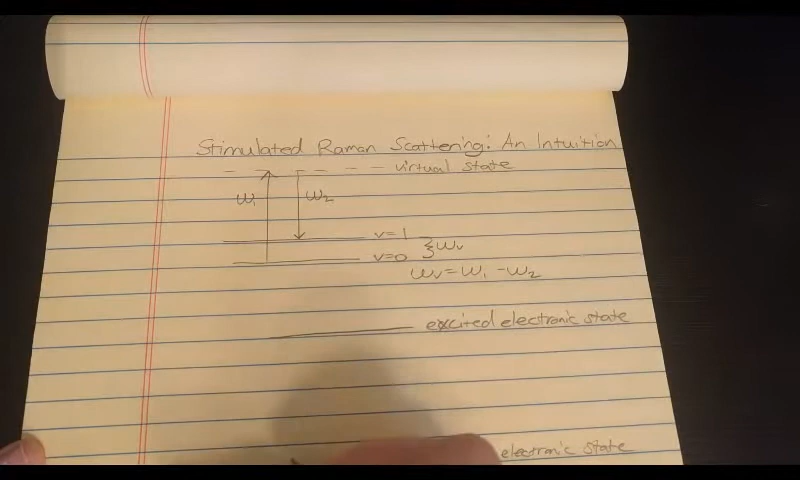 Stimulated Raman Scattering: An Intuition
virtual state
ω₁ ω₂
v=1
v=0 } ωᵥ
ωᵥ=ω₁-ω₂
excited electronic state
electronic state